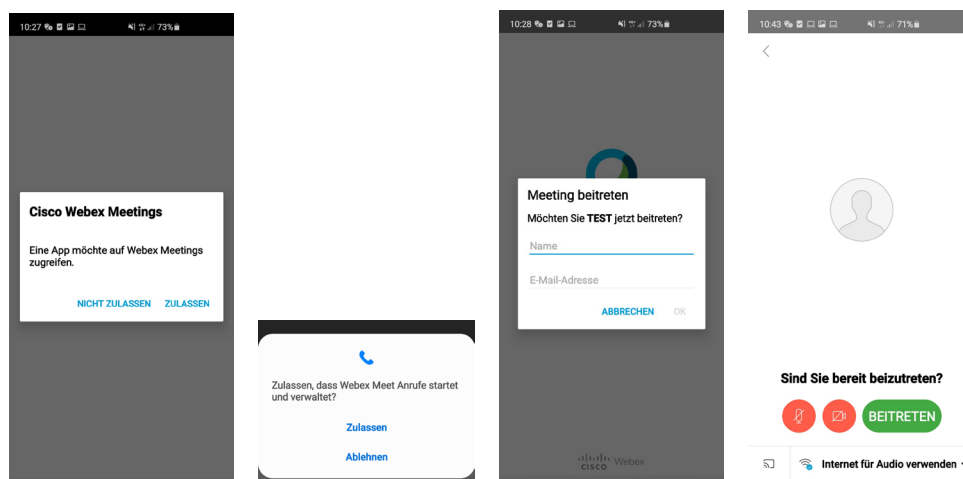 10:27 73%
Cisco Webex Meetings
Eine App möchte auf Webex Meetings
zugreifen.
NICHT ZULASSEN ZULASSEN
Zulassen, dass Webex Meet Anrufe startet
und verwaltet?
Zulassen
Ablehnen
10:28 73%
Meeting beitreten
Möchten Sie TEST jetzt beitreten?
Name
E-Mail-Adresse
ABBRECHEN OK
CISCO Webex
10:43 71%
Sind Sie bereit beizutreten?
BEITRETEN
Internet für Audio verwenden